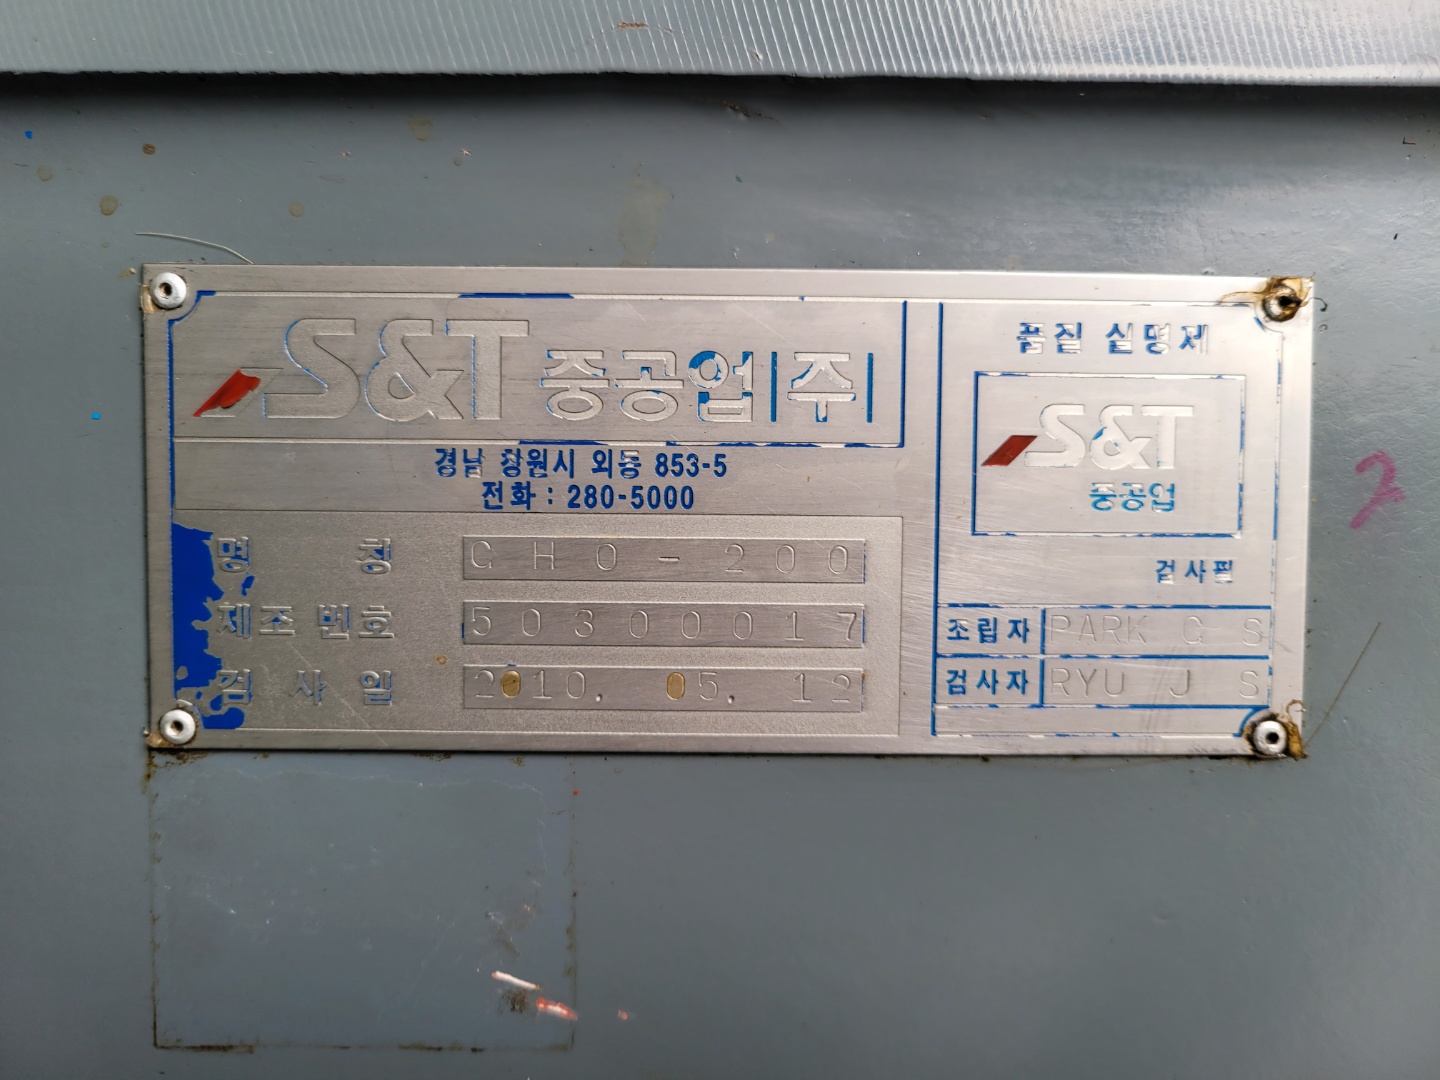 S&T 중공업(주)
경남 창원시 외동 853-5
전화 : 280-5000
명 칭 CHO-200
제조번호 50300017
검사일 2010. 05. 12
품질 실명제
S&T
중공업
검사필
조립자 PARK G S
검사자 RYU J S
2